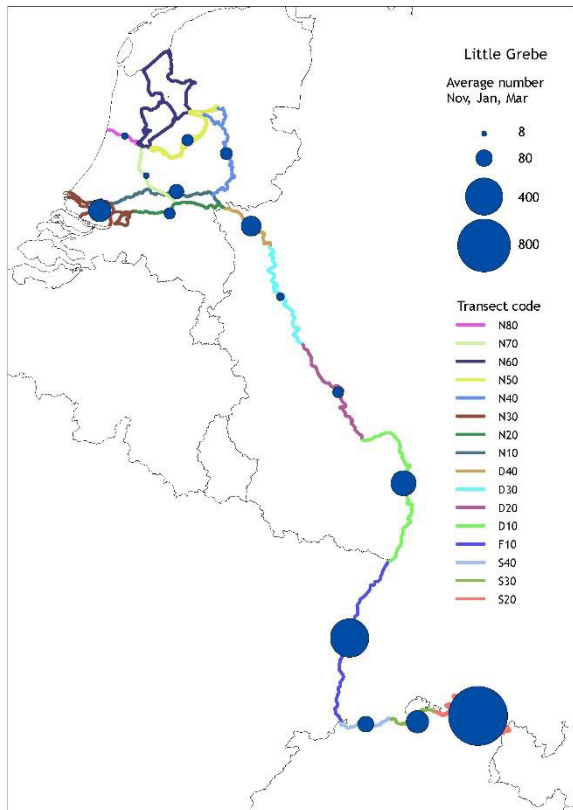 Little Grebe
Average number
Nov, Jan, Mar
8
80
400
800
Transect code
N80
N70
N60
N50
N40
N30
N20
N10
D40
D30
D20
D10
F10
S40
S30
S20